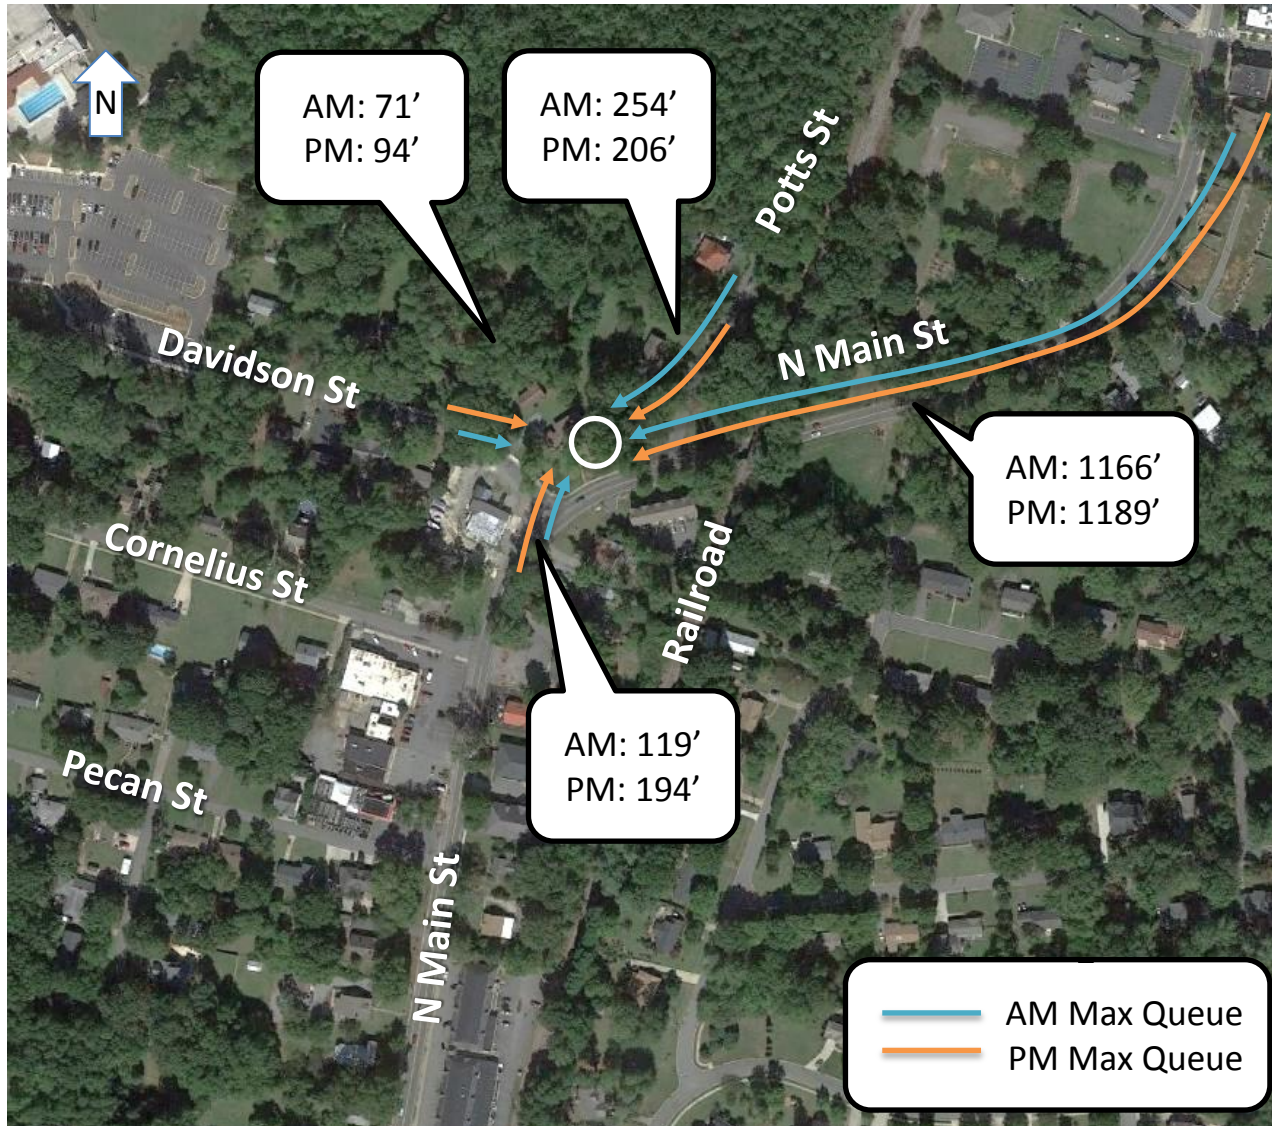 N
AM: 71’
PM: 94’
AM: 254’
PM: 206’
Potts St
N Main St
Davidson St
AM: 1166’
PM: 1189’
Cornelius St
Railroad
AM: 119’
PM: 194’
Pecan St
N Main St
AM Max Queue
PM Max Queue